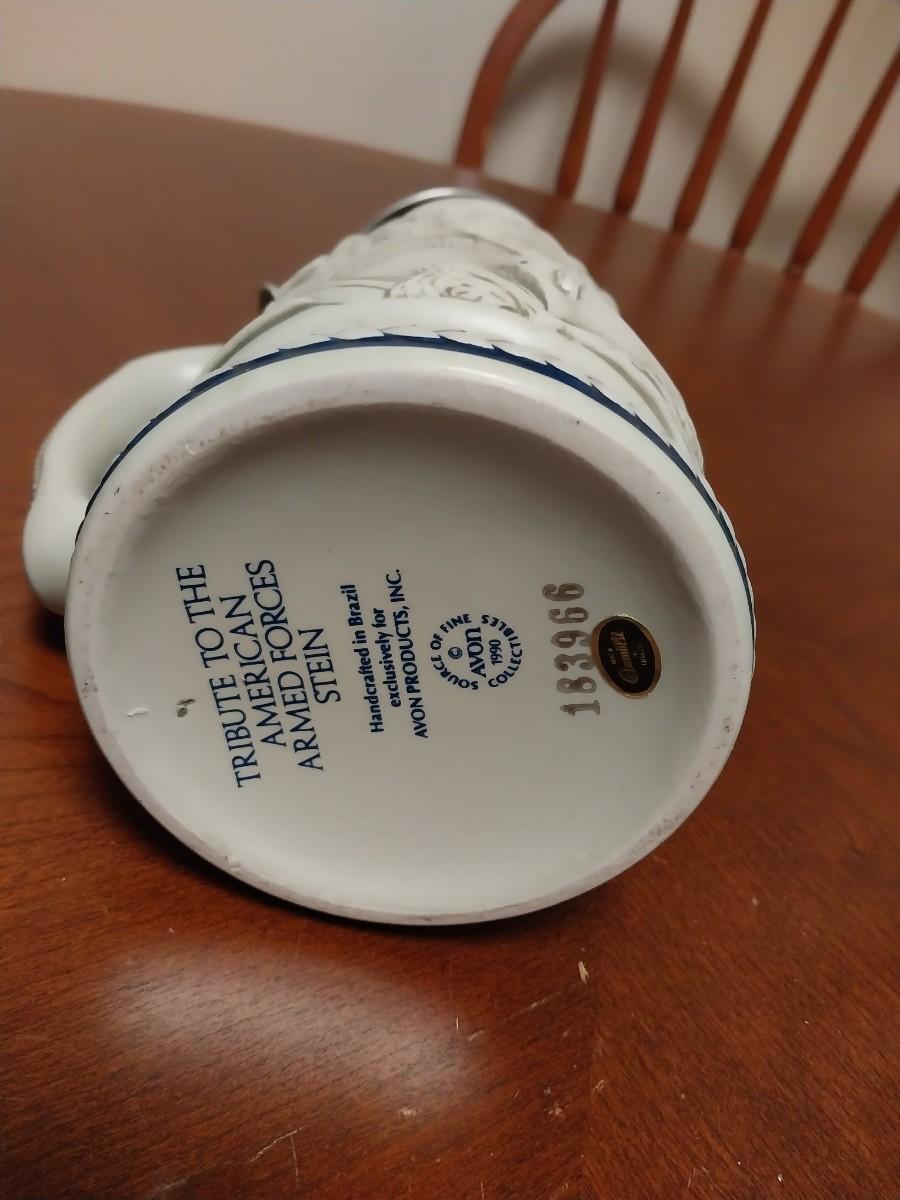 TRIBUTE TO THE
AMERICAN
ARMED FORCES
STEIN
Handcrafted in Brazil
exclusively for
AVON PRODUCTS, INC.
SOURCE OF FINE
©
AVON
1990
COLLECTIBLES
183966